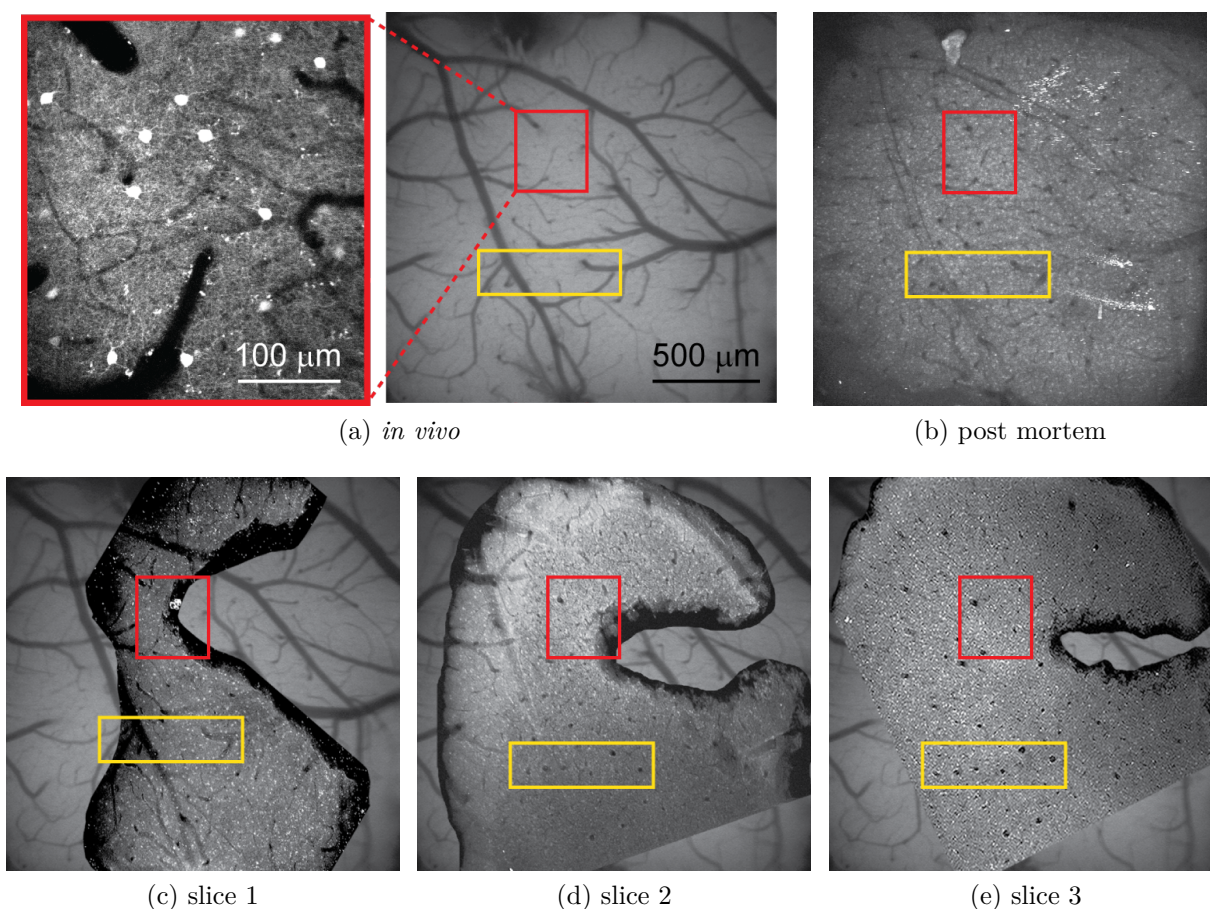 100 μm
500 μm
(a) in vivo
(b) post mortem
(c) slice 1
(d) slice 2
(e) slice 3